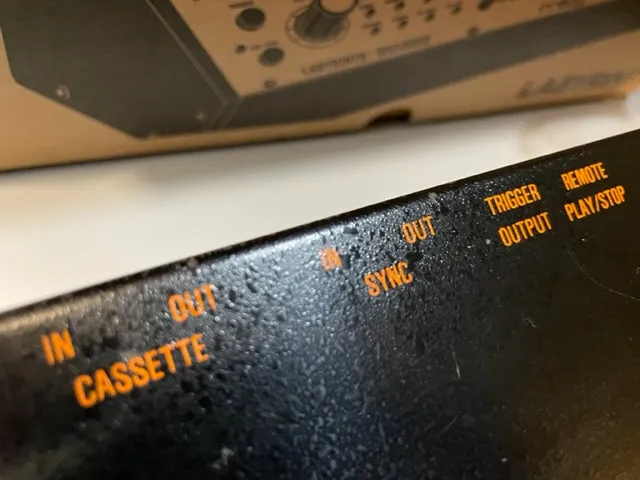 IN OUT
CASSETTE
IN OUT
SYNC
TRIGGER
OUTPUT
REMOTE
PLAY/STOP